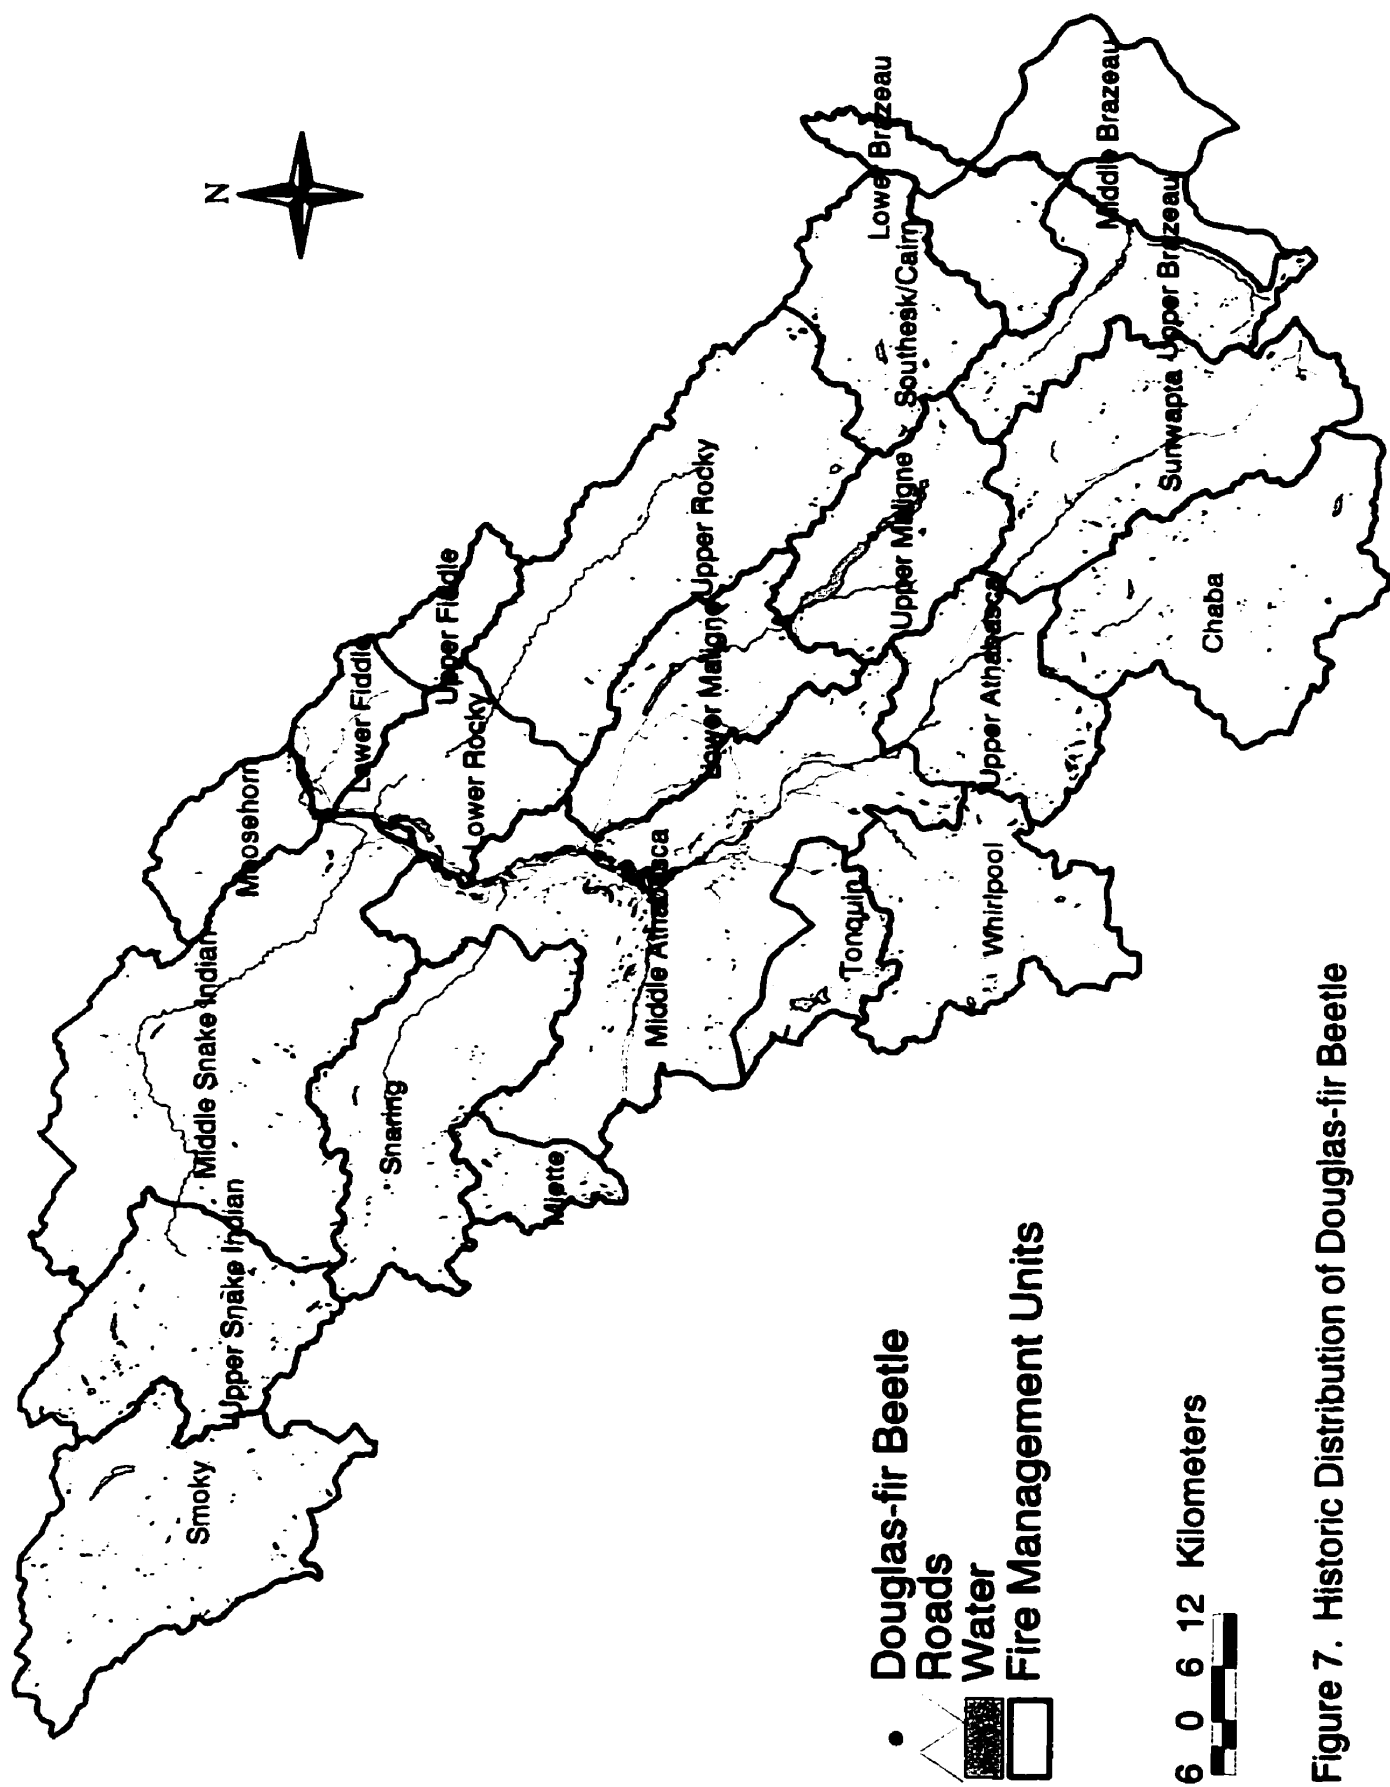 N
Smoky
Upper Snake Indian
Middle Snake Indian
Moosehorn
Snaring
Miette
Lower Fiddle
Upper Fiddle
Lower Rocky
Upper Rocky
Middle Athabasca
Lower Maligne
Upper Maligne
Southesk/Cairn
Lower Brazeau
Middle Brazeau
Upper Brazeau
Sunwapta
Tonquin
Whirlpool
Upper Athabasca
Chaba
Douglas-fir Beetle
Roads
Water
Fire Management Units
6 0 6 12 Kilometers
Figure 7. Historic Distribution of Douglas-fir Beetle